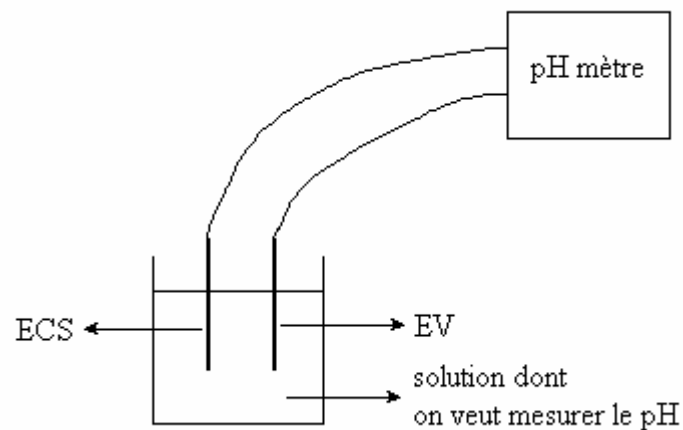 pH mètre
ECS
EV
solution dont
on veut mesurer le pH